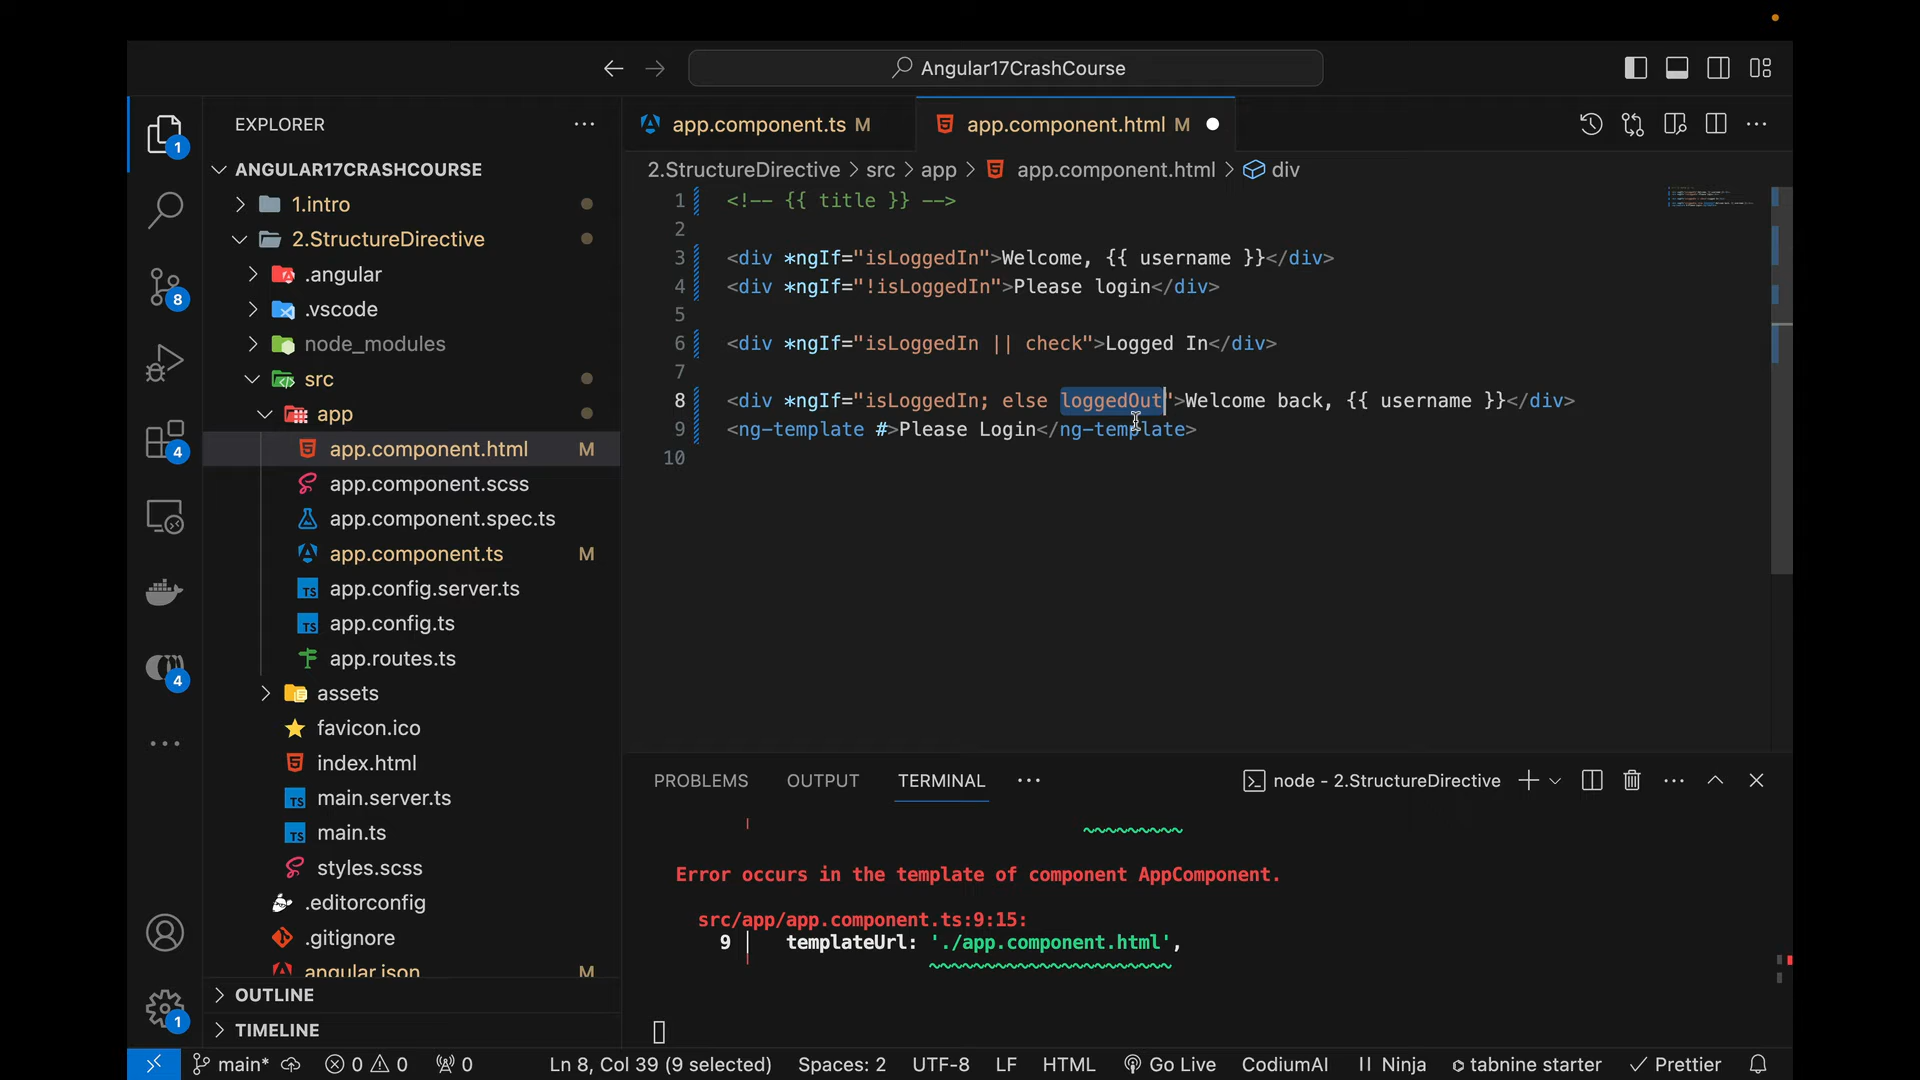 Angular17CrashCourse
EXPLORER
app.component.ts M
app.component.html M
ANGULAR17CRASHCOURSE
2.StructureDirective > src > app > app.component.html > div
1.intro
2.StructureDirective
.angular
.vscode
node_modules
src
app
app.component.html M
app.component.scss
app.component.spec.ts
app.component.ts M
app.config.server.ts
app.config.ts
app.routes.ts
assets
favicon.ico
index.html
main.server.ts
main.ts
styles.scss
.editorconfig
.gitignore
angular.json M
OUTLINE
TIMELINE
1
8
4
4
1
1 <!-- {{ title }} -->
2
3 <div *ngIf="isLoggedIn">Welcome, {{ username }}</div>
4 <div *ngIf="!isLoggedIn">Please login</div>
5
6 <div *ngIf="isLoggedIn || check">Logged In</div>
7
8 <div *ngIf="isLoggedIn; else loggedOut">Welcome back, {{ username }}</div>
9 <ng-template #>Please Login</ng-template>
10
PROBLEMS OUTPUT TERMINAL
node - 2.StructureDirective
Error occurs in the template of component AppComponent.
src/app/app.component.ts:9:15:
9 │ templateUrl: './app.component.html',
main* 0 0 0 Ln 8, Col 39 (9 selected) Spaces: 2 UTF-8 LF HTML Go Live CodiumAI Ninja tabnine starter Prettier